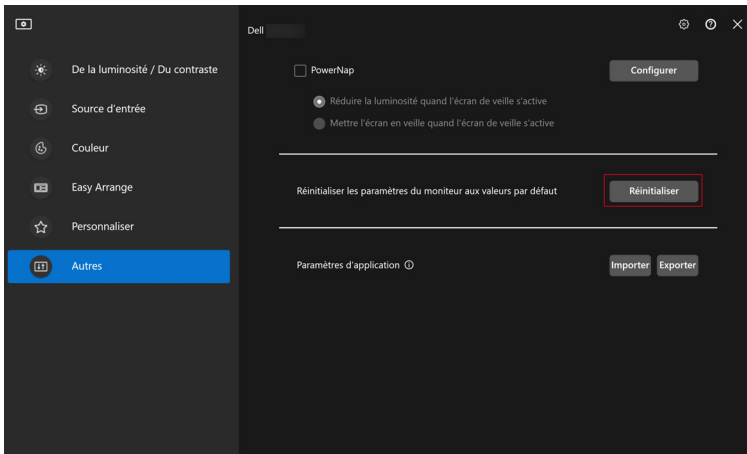 Dell
De la luminosité / Du contraste
Source d'entrée
Couleur
Easy Arrange
Personnaliser
Autres
PowerNap
Configurer
Réduire la luminosité quand l'écran de veille s'active
Mettre l'écran en veille quand l'écran de veille s'active
Réinitialiser les paramètres du moniteur aux valeurs par défaut
Réinitialiser
Paramètres d'application
Importer
Exporter